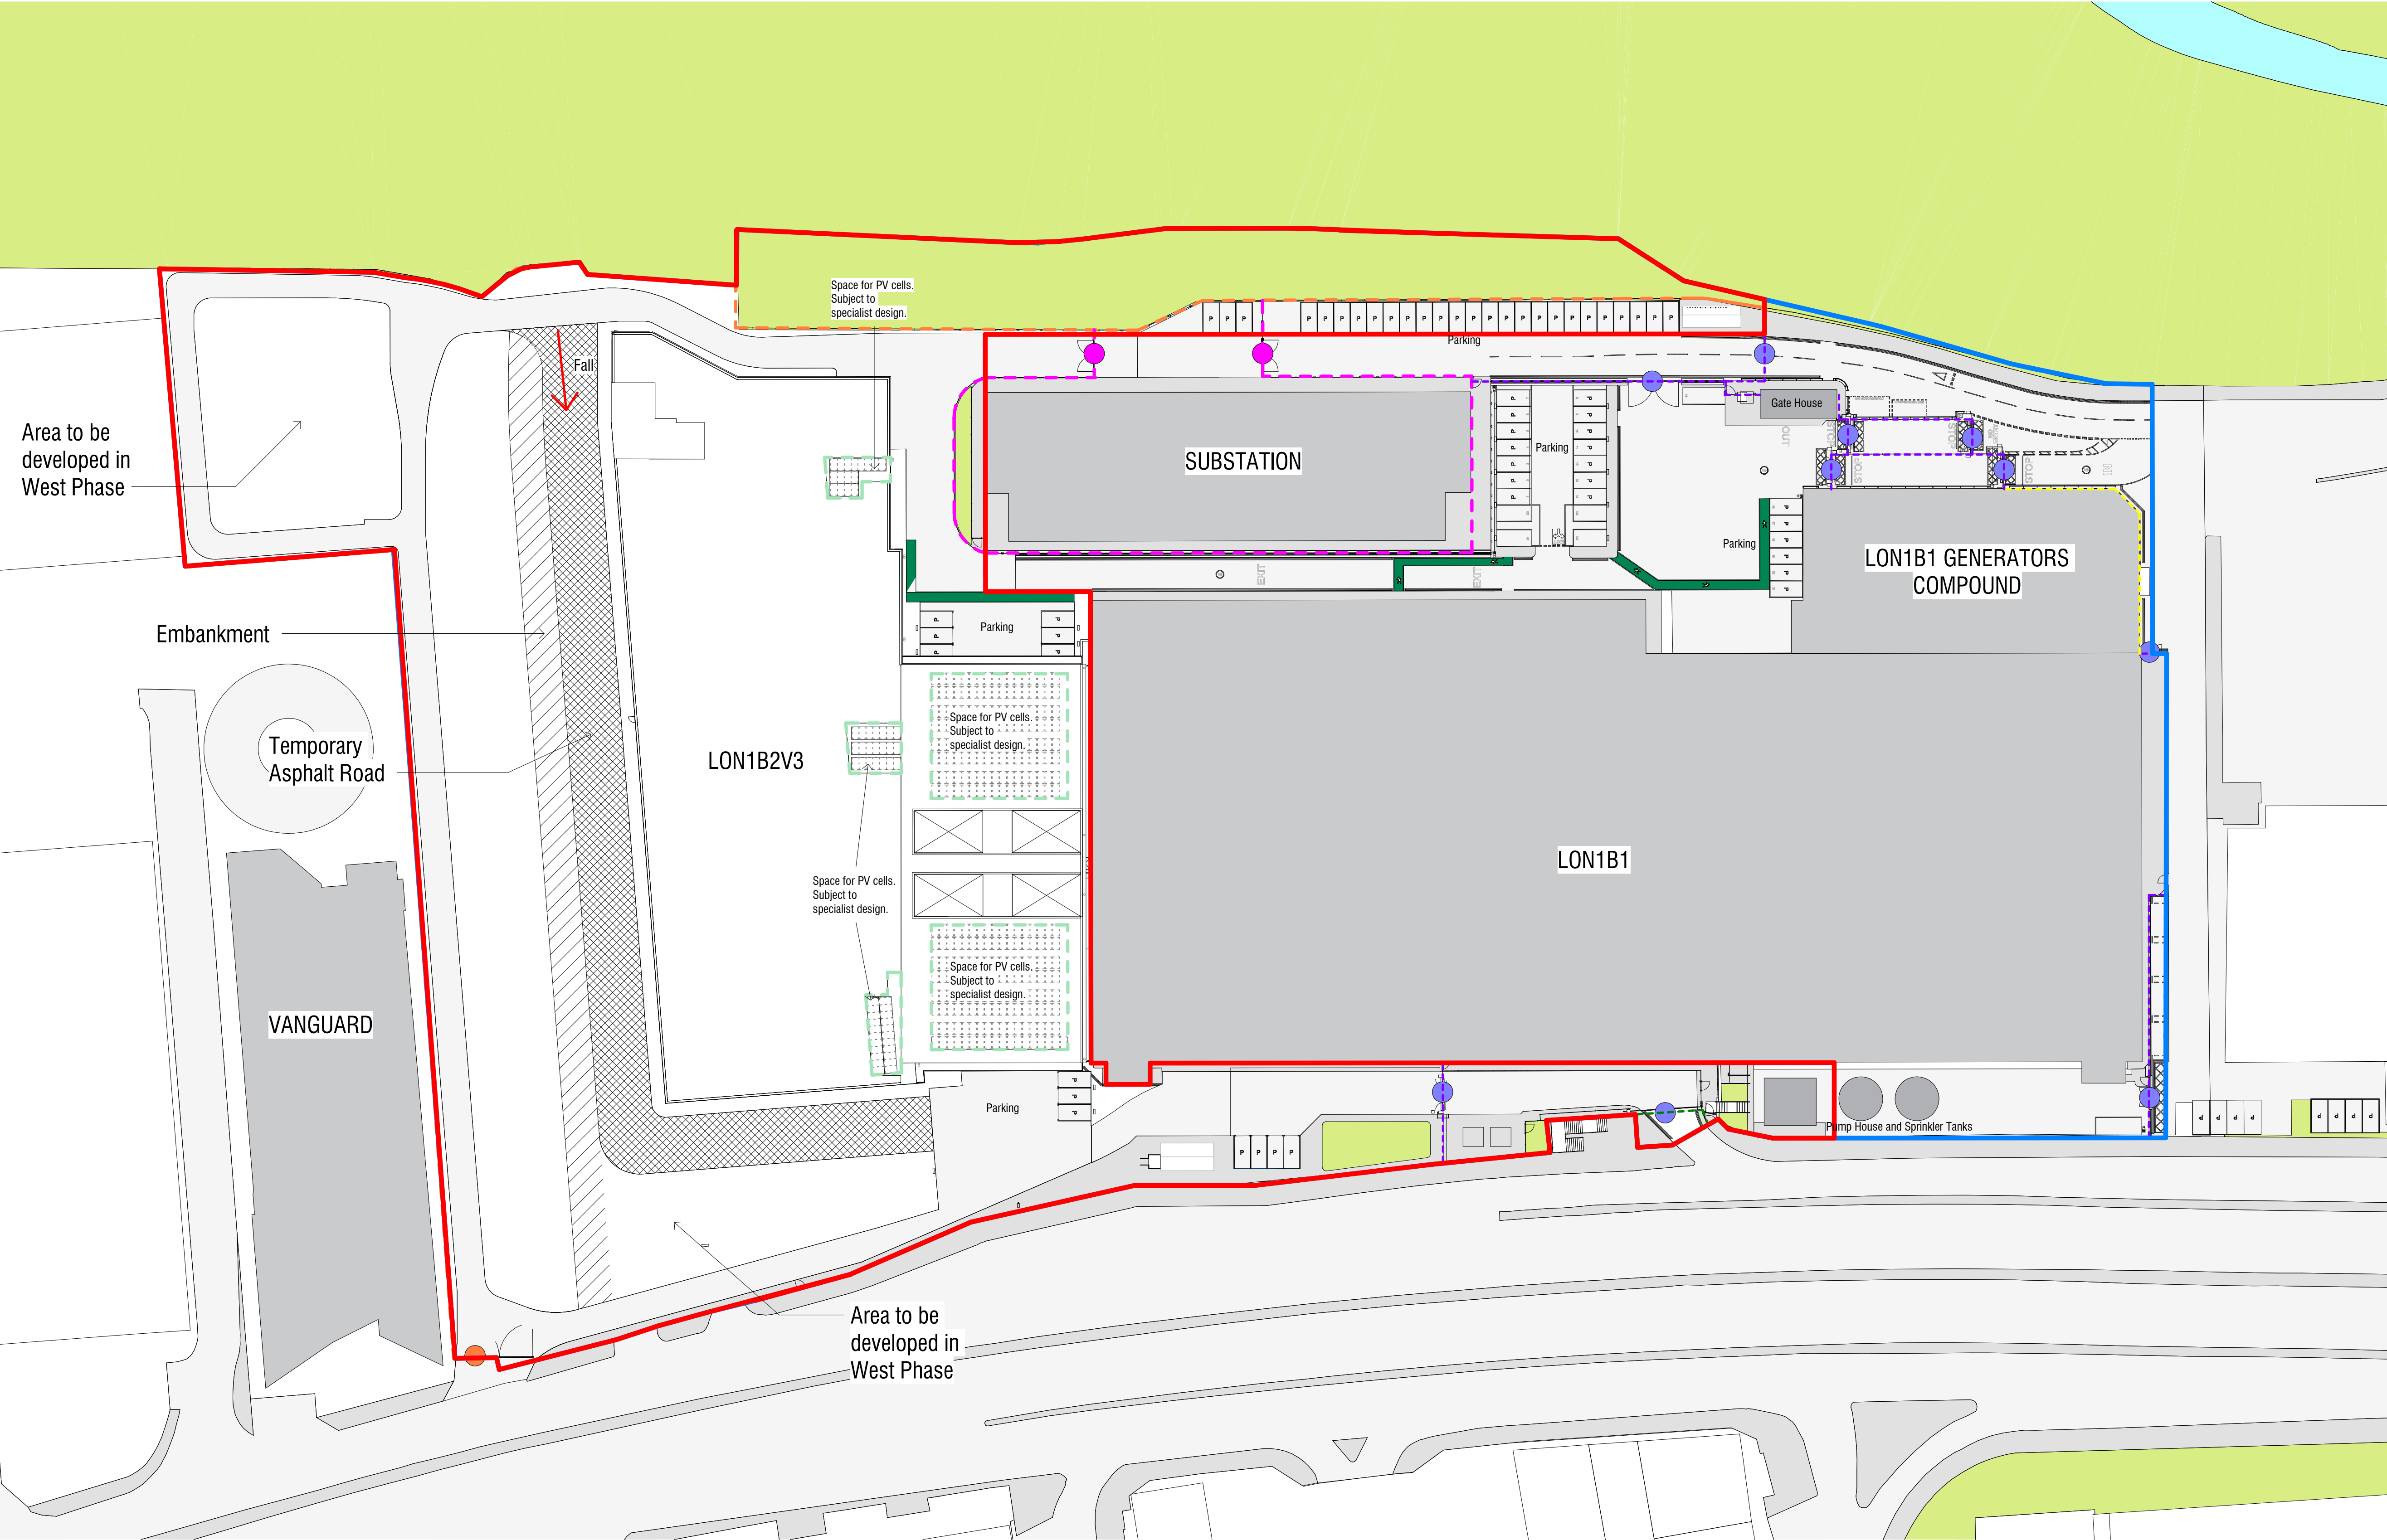 Space for PV cells.
Subject to
specialist design.
P P P
P P P P P P P P P P P P P P P P P P P P P P P
Parking
Fall
Gate House
Area to be
developed in
West Phase
OUT
STOP
STOP
Parking
SUBSTATION
STOP
STOP
IN
Parking
LON1B1 GENERATORS
COMPOUND
EXIT
EXIT
Embankment
Parking
Space for PV cells.
Subject to
specialist design.
Temporary
Asphalt Road
LON1B2V3
LON1B1
Space for PV cells.
Subject to
specialist design.
Space for PV cells.
Subject to
specialist design.
VANGUARD
Parking
Pump House and Sprinkler Tanks
P P P P
P P P P
P P P P
Area to be
developed in
West Phase